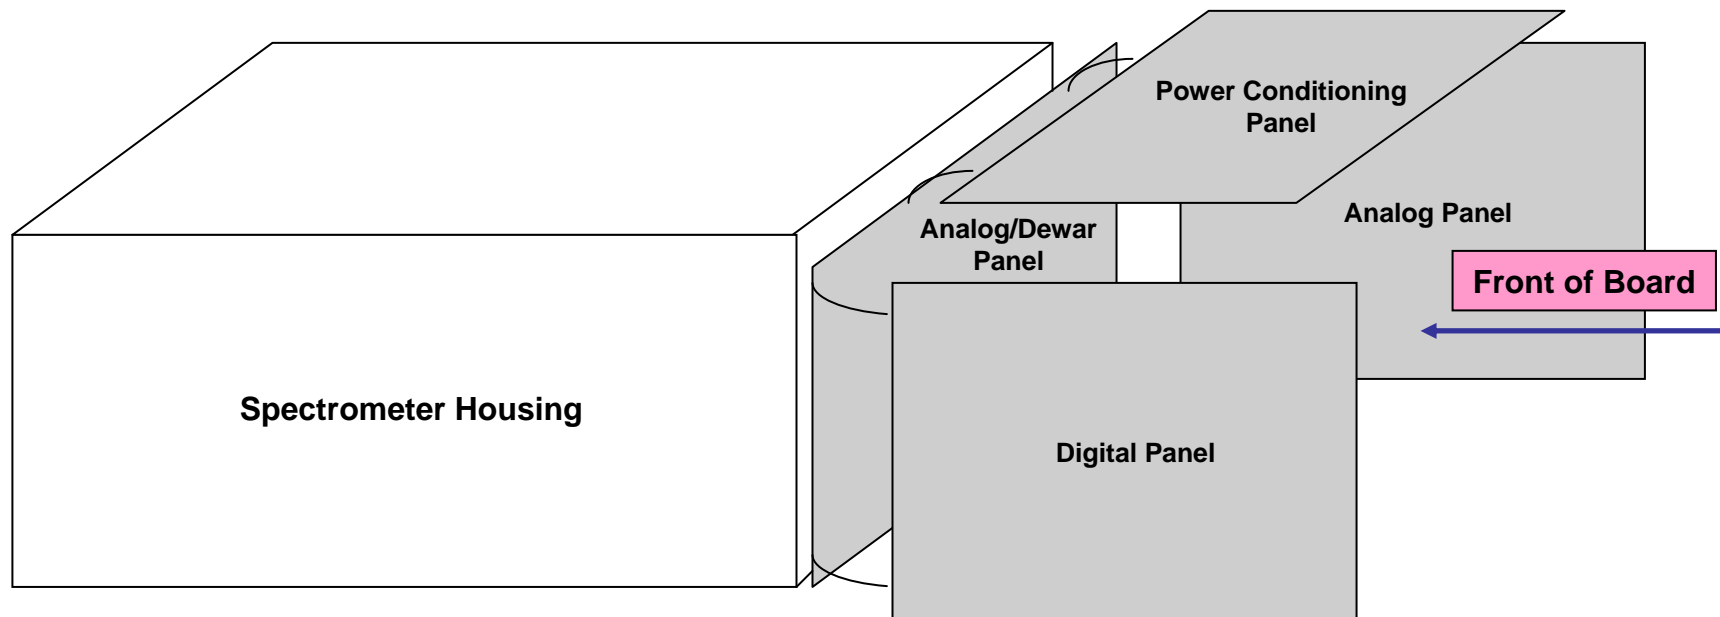 Power Conditioning
Panel
Analog Panel
Analog/Dewar
Panel
Front of Board
Spectrometer Housing
Digital Panel